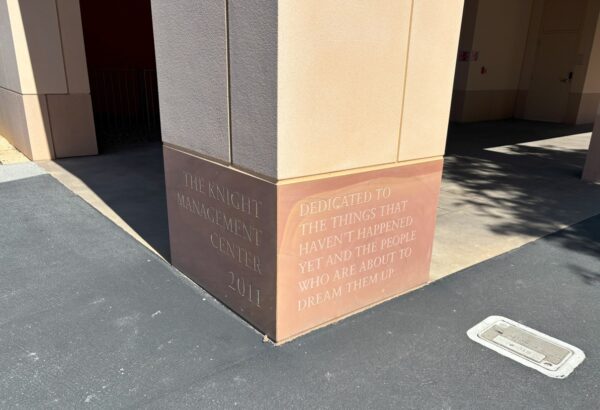 THE KNIGHT
MANAGEMENT
CENTER
2011
DEDICATED TO
THE THINGS THAT
HAVEN'T HAPPENED
YET AND THE PEOPLE
WHO ARE ABOUT TO
DREAM THEM UP